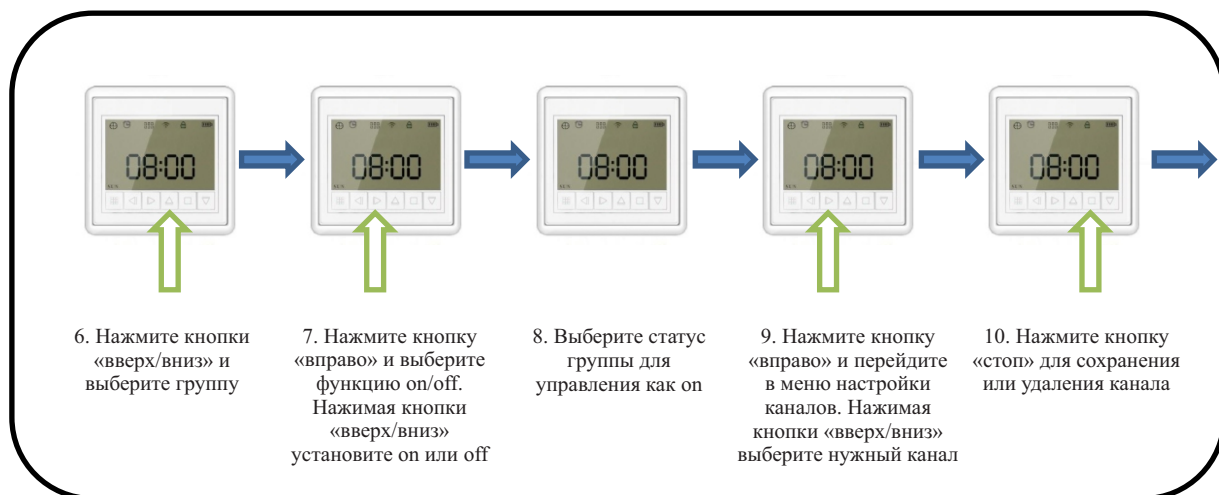 08:00
08:00
08:00
08:00
08:00
SUN
6. Нажмите кнопки
«вверх/вниз» и
выберите группу
7. Нажмите кнопку
«вправо» и выберите
функцию on/off.
Нажимая кнопки
«вверх/вниз»
установите on или off
8. Выберите статус
группы для
управления как on
9. Нажмите кнопку
«вправо» и перейдите
в меню настройки
каналов. Нажимая
кнопки «вверх/вниз»
выберите нужный канал
10. Нажмите кнопку
«стоп» для сохранения
или удаления канала